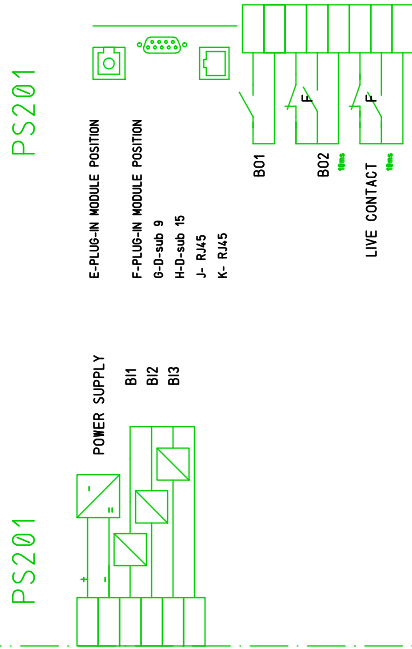 PS201
E-PLUG-IN MODULE POSITION
F-PLUG-IN MODULE POSITION
G-D-sub 9
H-D-sub 15
J- RJ45
K- RJ45
BO1
F
BO2
10ms
F
LIVE CONTACT
PS201
POWER SUPPLY
BI1
BI2
BI3
+
-
-
=